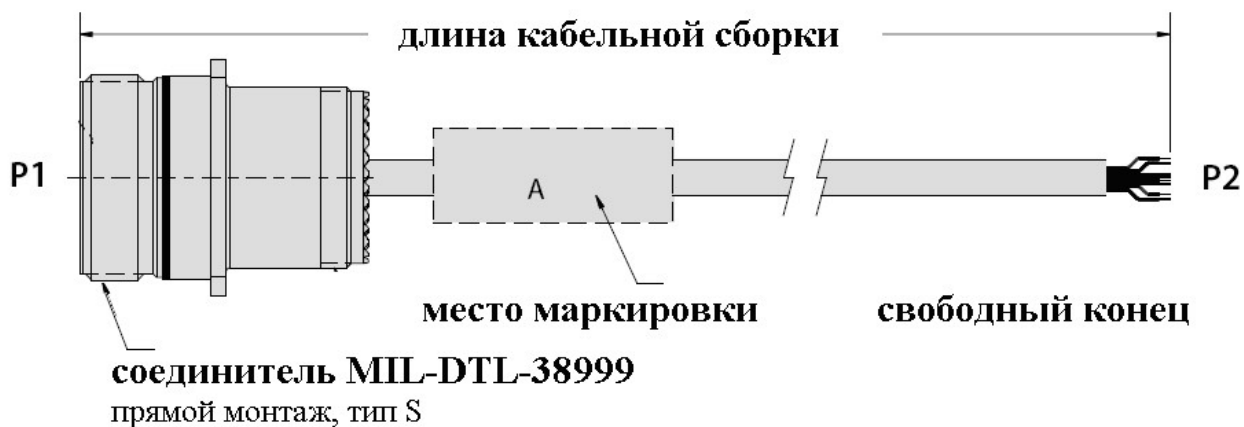 длина кабельной сборки
P1
A
P2
место маркировки
свободный конец
соединитель MIL-DTL-38999
прямой монтаж, тип S